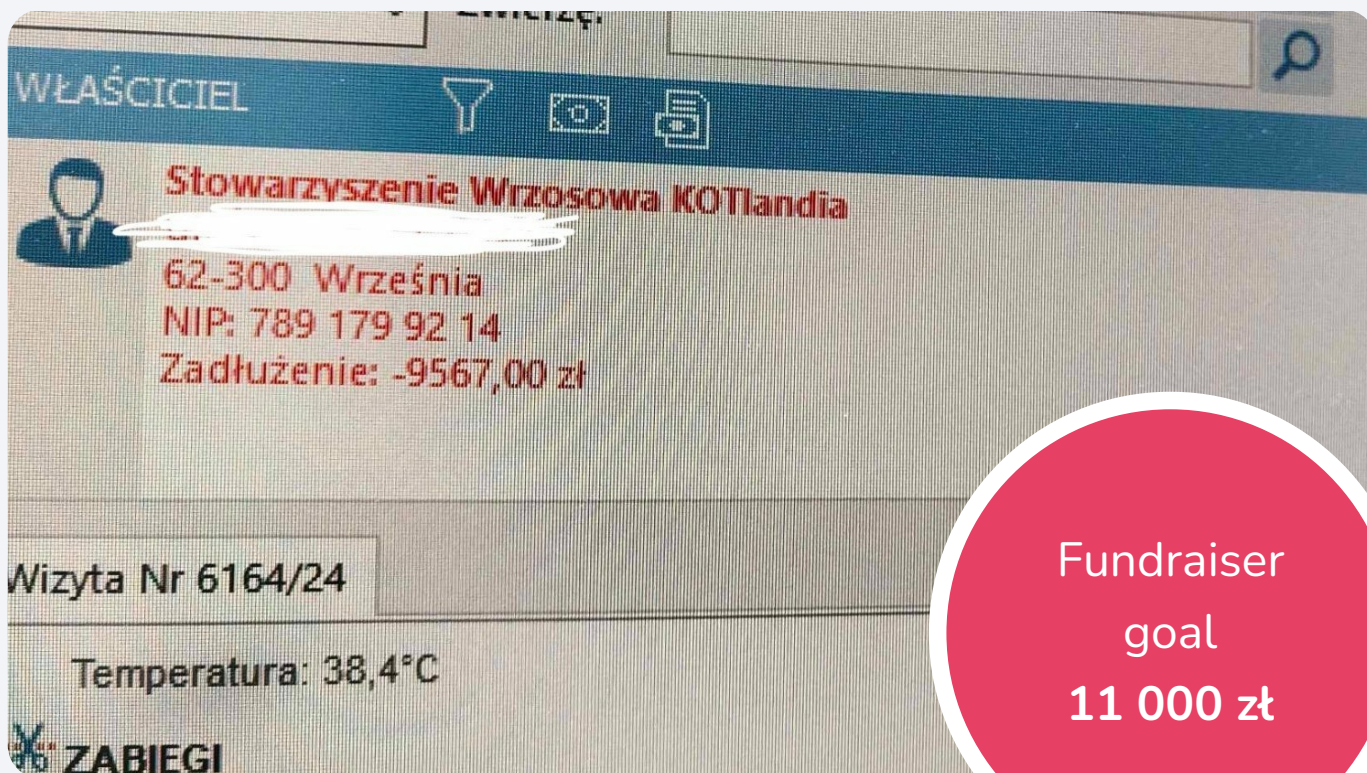 Zwierzę:
WŁAŚCICIEL
Stowarzyszenie Wrzosowa KOTlandia
62-300 Września
NIP: 789 179 92 14
Zadłużenie: -9567,00 zł
Wizyta Nr 6164/24
Temperatura: 38,4°C
ZABIEGI
Fundraiser
goal
11 000 zł